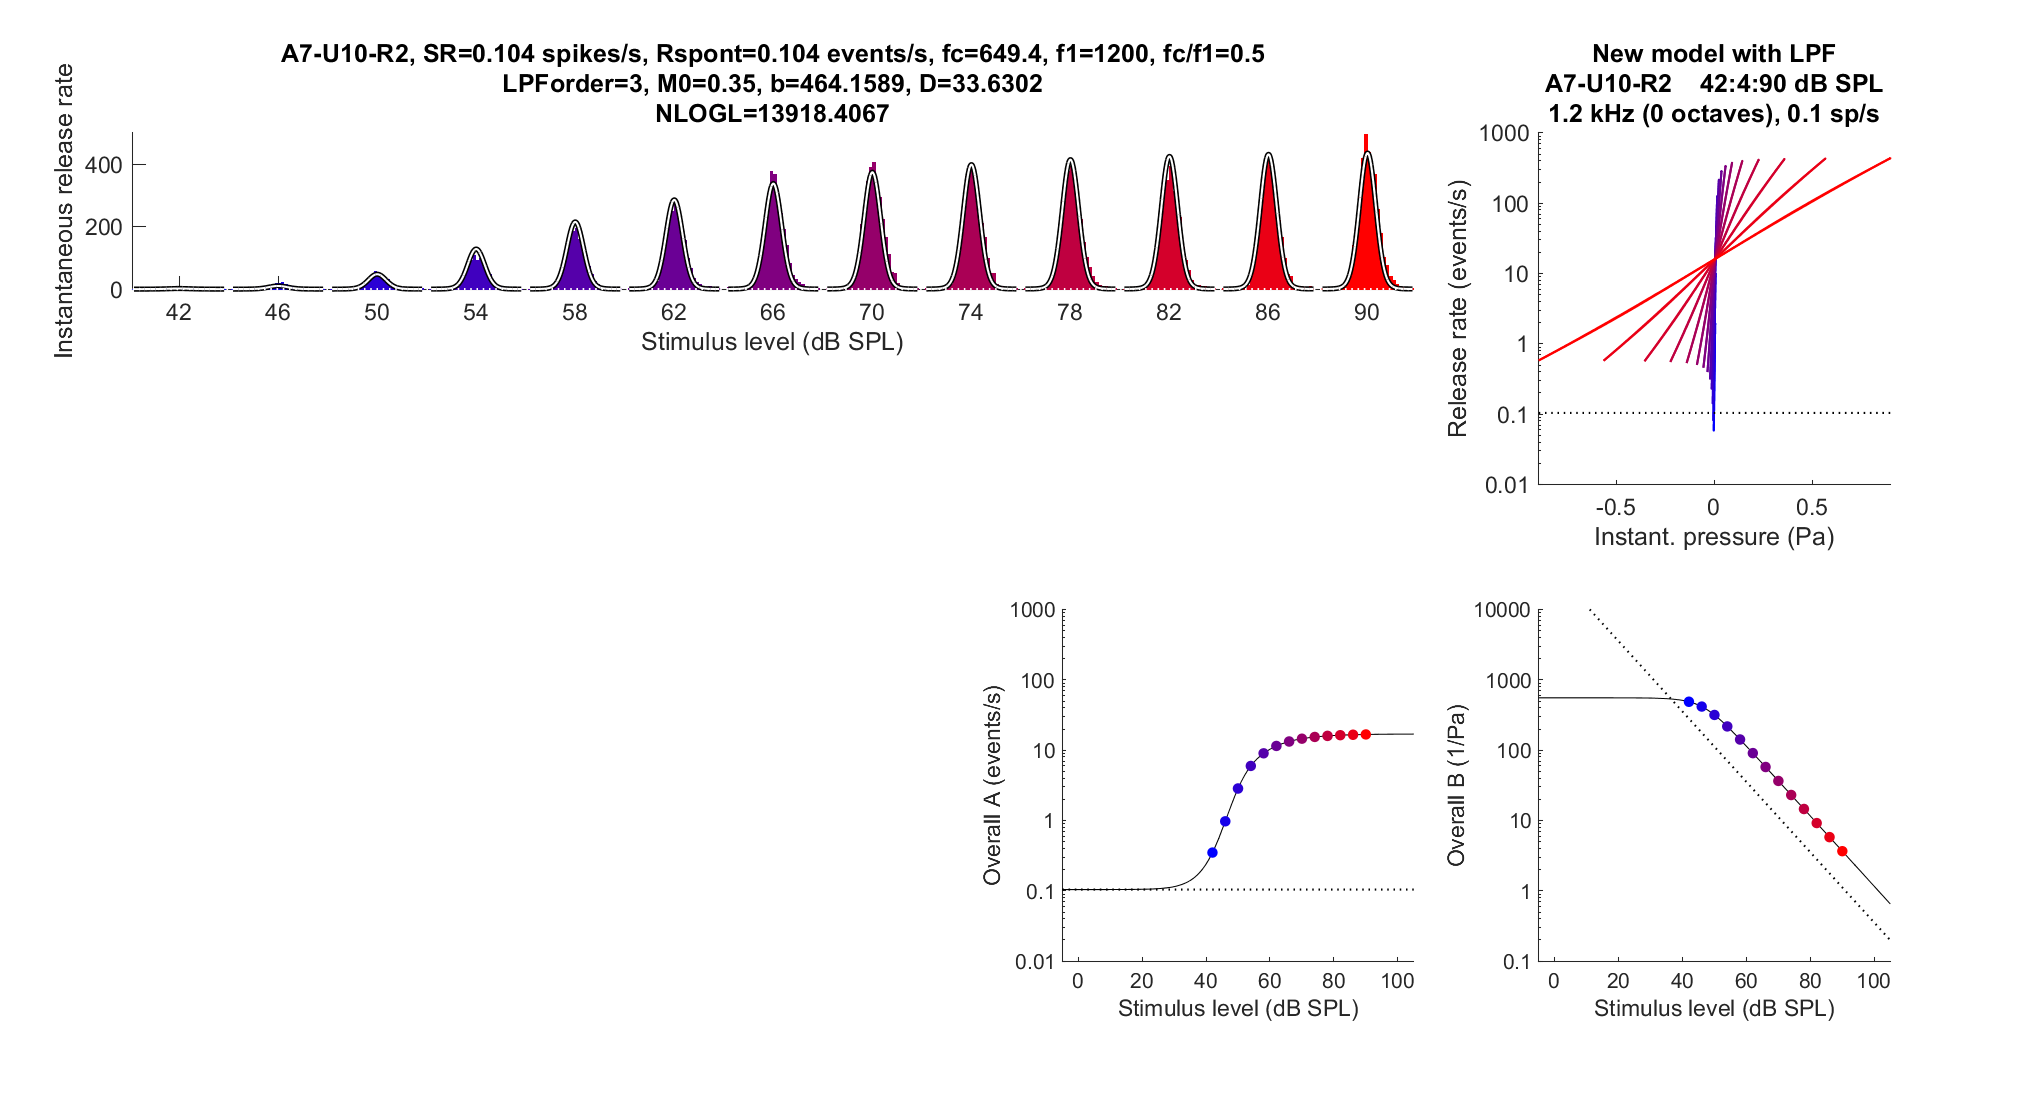 A7-U10-R2, SR=0.104 spikes/s, Rspont=0.104 events/s, fc=649.4, f1=1200, fc/f1=0.5
LPForder=3, M0=0.35, b=464.1589, D=33.6302
NLOGL=13918.4067
Instantaneous release rate
400
200
0
42 46 50 54 58 62 66 70 74 78 82 86 90
Stimulus level (dB SPL)
New model with LPF
A7-U10-R2 42:4:90 dB SPL
1.2 kHz (0 octaves), 0.1 sp/s
Release rate (events/s)
1000
100
10
1
0.1
0.01
-0.5 0 0.5
Instant. pressure (Pa)
Overall A (events/s)
1000
100
10
1
0.1
0.01
0 20 40 60 80 100
Stimulus level (dB SPL)
Overall B (1/Pa)
10000
1000
100
10
1
0.1
0 20 40 60 80 100
Stimulus level (dB SPL)